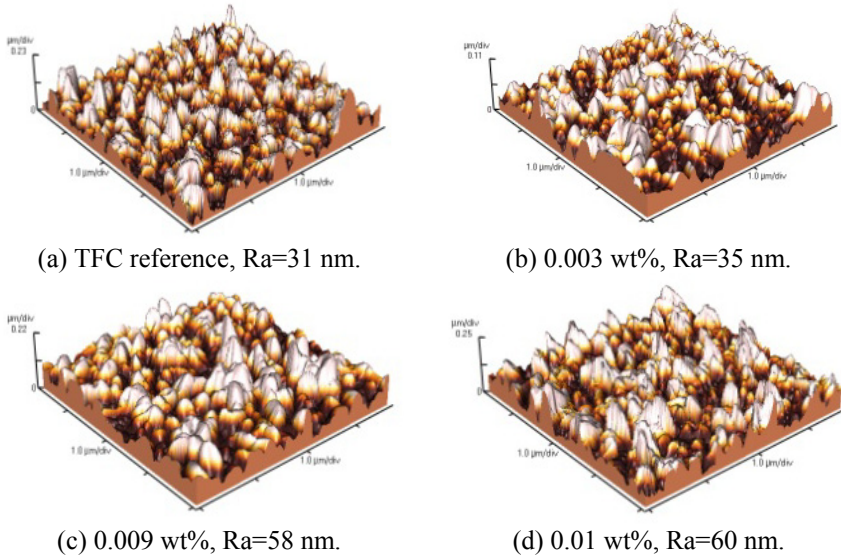 µm/div
0.23
0
1.0 µm/div
1.0 µm/div
(a) TFC reference, Ra=31 nm.
µm/div
0.11
0
1.0 µm/div
1.0 µm/div
(b) 0.003 wt%, Ra=35 nm.
µm/div
0.22
0
1.0 µm/div
1.0 µm/div
(c) 0.009 wt%, Ra=58 nm.
µm/div
0.25
0
1.0 µm/div
1.0 µm/div
(d) 0.01 wt%, Ra=60 nm.